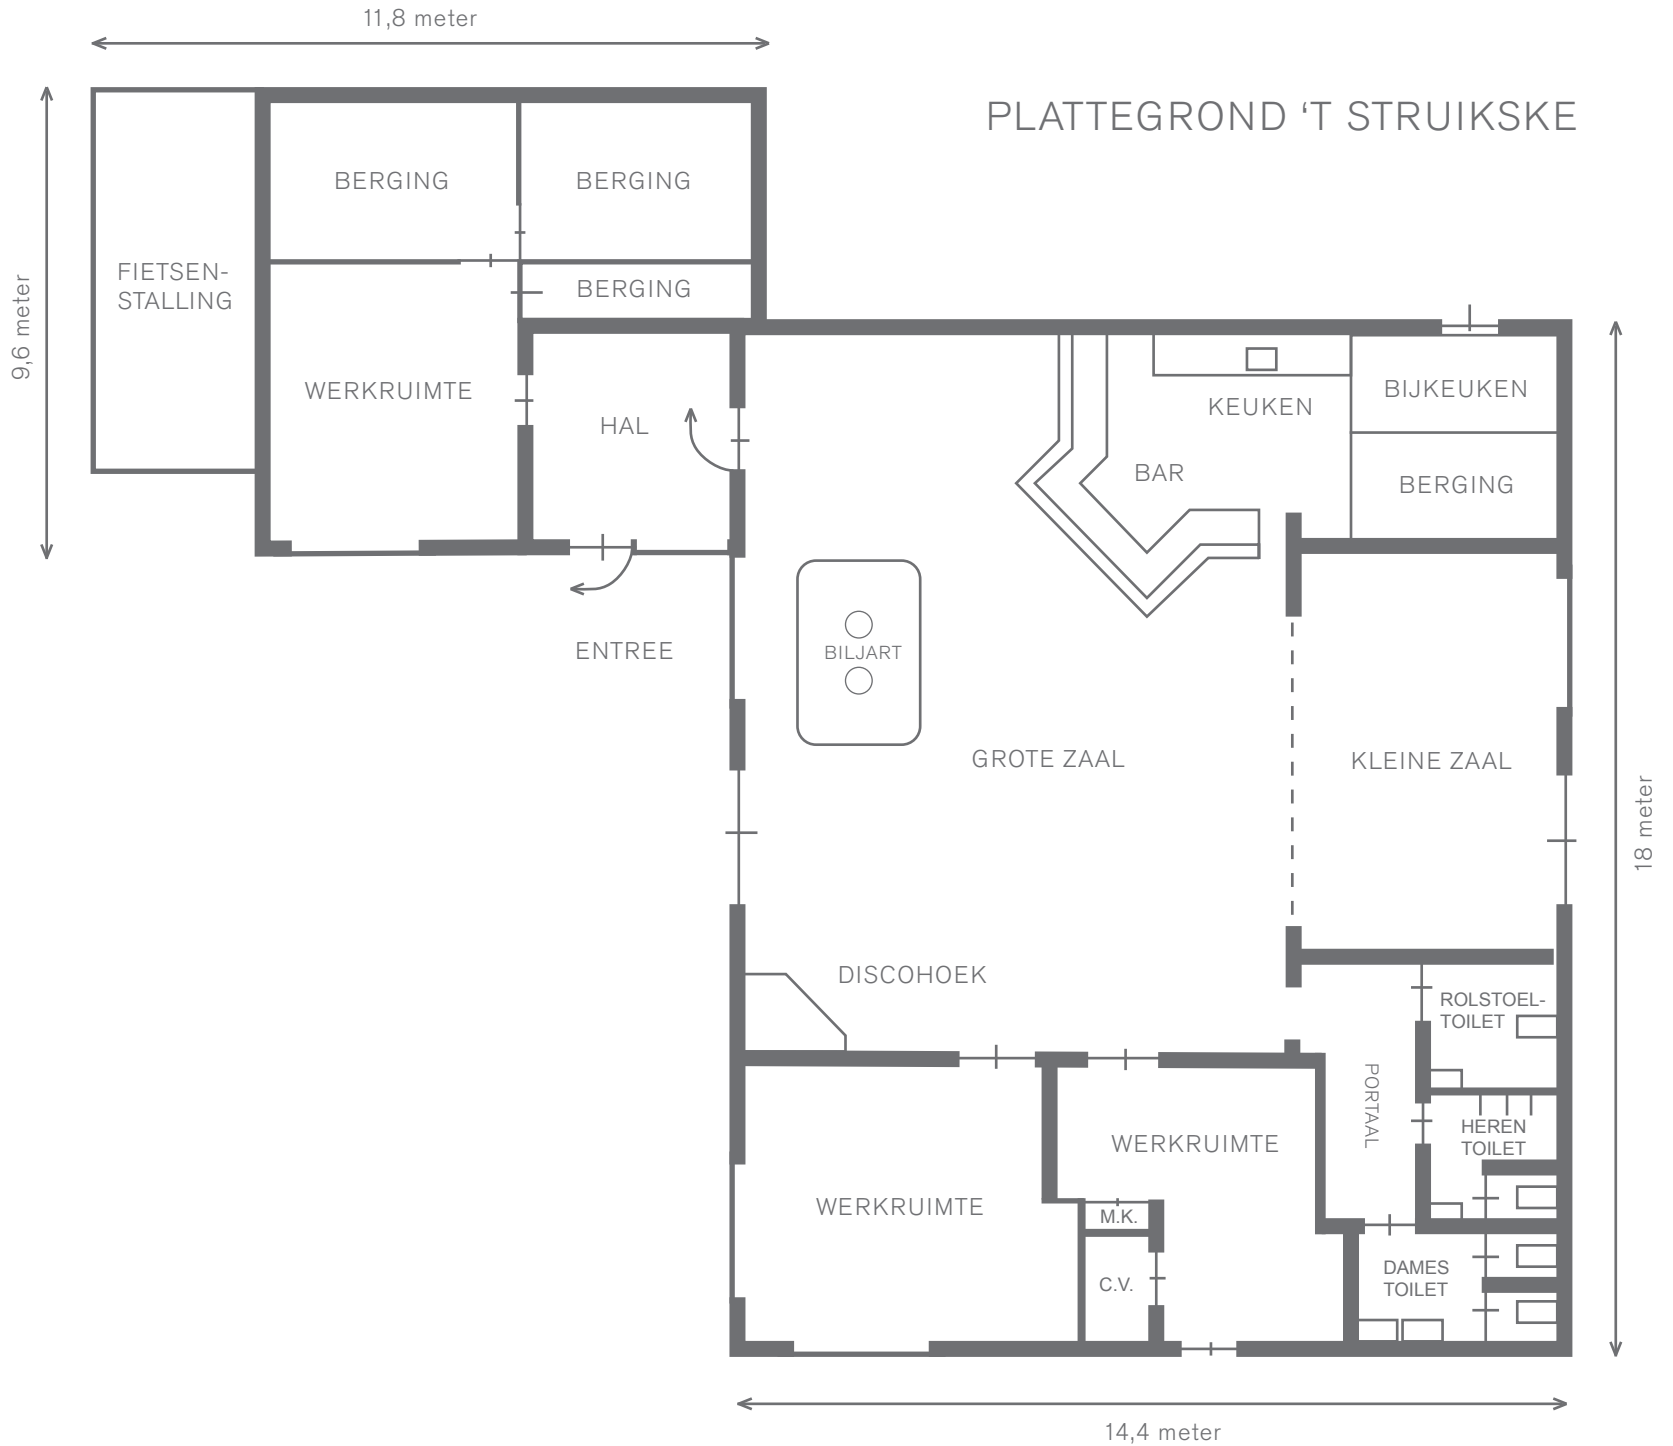 11,8 meter
PLATTEGROND ‘T STRUIKSKE
9,6 meter
FIETSEN-
STALLING
BERGING
BERGING
BERGING
WERKRUIMTE
HAL
ENTREE
BAR
KEUKEN
BIJKEUKEN
BERGING
BILJART
GROTE ZAAL
KLEINE ZAAL
18 meter
DISCOHOEK
ROLSTOEL-
TOILET
PORTAAL
HEREN
TOILET
WERKRUIMTE
WERKRUIMTE
M.K.
C.V.
DAMES
TOILET
14,4 meter